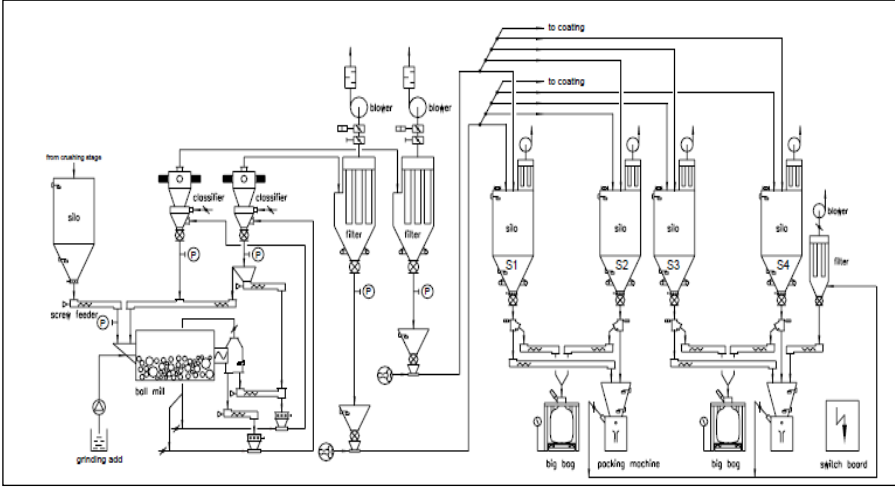 to coating
to coating
blower
blower
from crushing stage
silo
classifier
classifier
filter
filter
silo
silo
silo
silo
blower
filter
S1
S2
S3
S4
P
P
P
P
screw feeder
P
ball mill
grinding add
big bag
packing machine
big bag
switch board